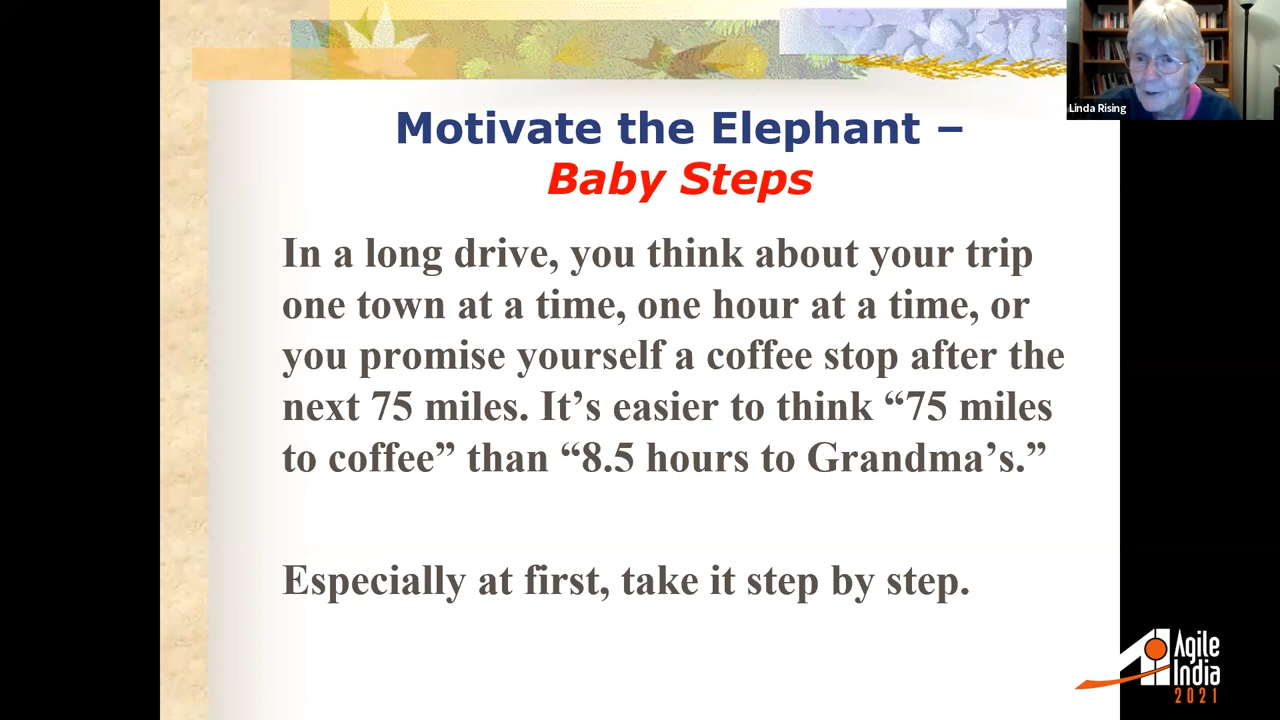 Linda Rising
Motivate the Elephant –
Baby Steps
In a long drive, you think about your trip
one town at a time, one hour at a time, or
you promise yourself a coffee stop after the
next 75 miles. It’s easier to think “75 miles
to coffee” than “8.5 hours to Grandma’s.”
Especially at first, take it step by step.
Agile
India
2021